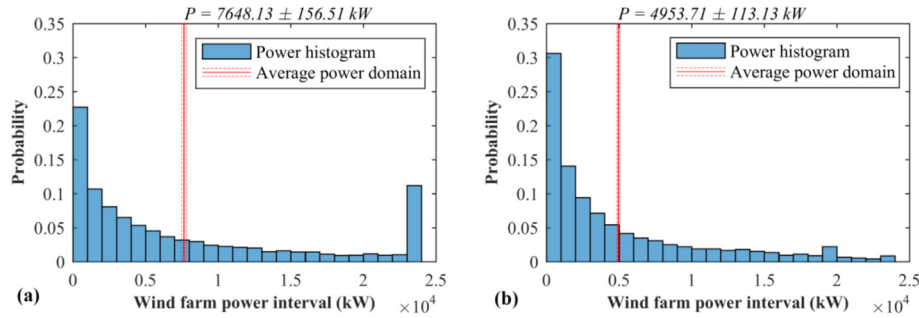 P = 7648.13 ± 156.51 kW
0.35
0.3
0.25
0.2
0.15
0.1
0.05
0
Probability
Power histogram
Average power domain
0 0.5 1 1.5 2 2.5
×10⁴
Wind farm power interval (kW)
(a)
P = 4953.71 ± 113.13 kW
0.35
0.3
0.25
0.2
0.15
0.1
0.05
0
Probability
Power histogram
Average power domain
0 0.5 1 1.5 2 2.5
×10⁴
Wind farm power interval (kW)
(b)